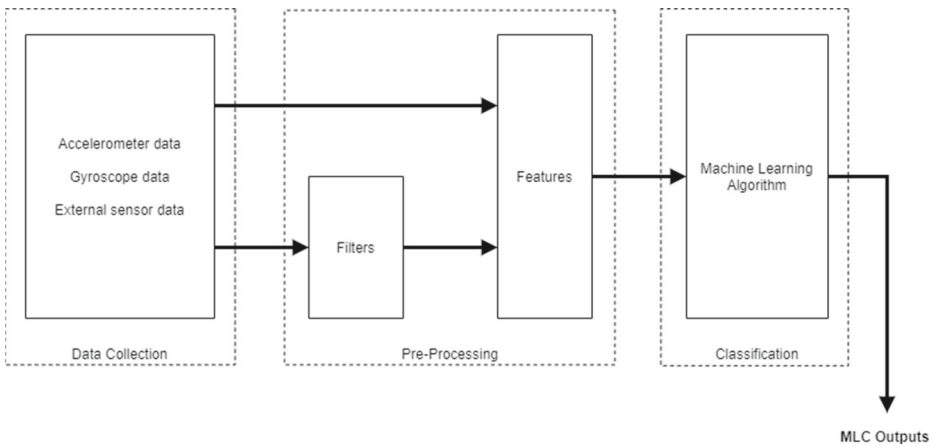 Accelerometer data
Gyroscope data
External sensor data
Filters
Features
Machine Learning
Algorithm
Data Collection
Pre-Processing
Classification
MLC Outputs